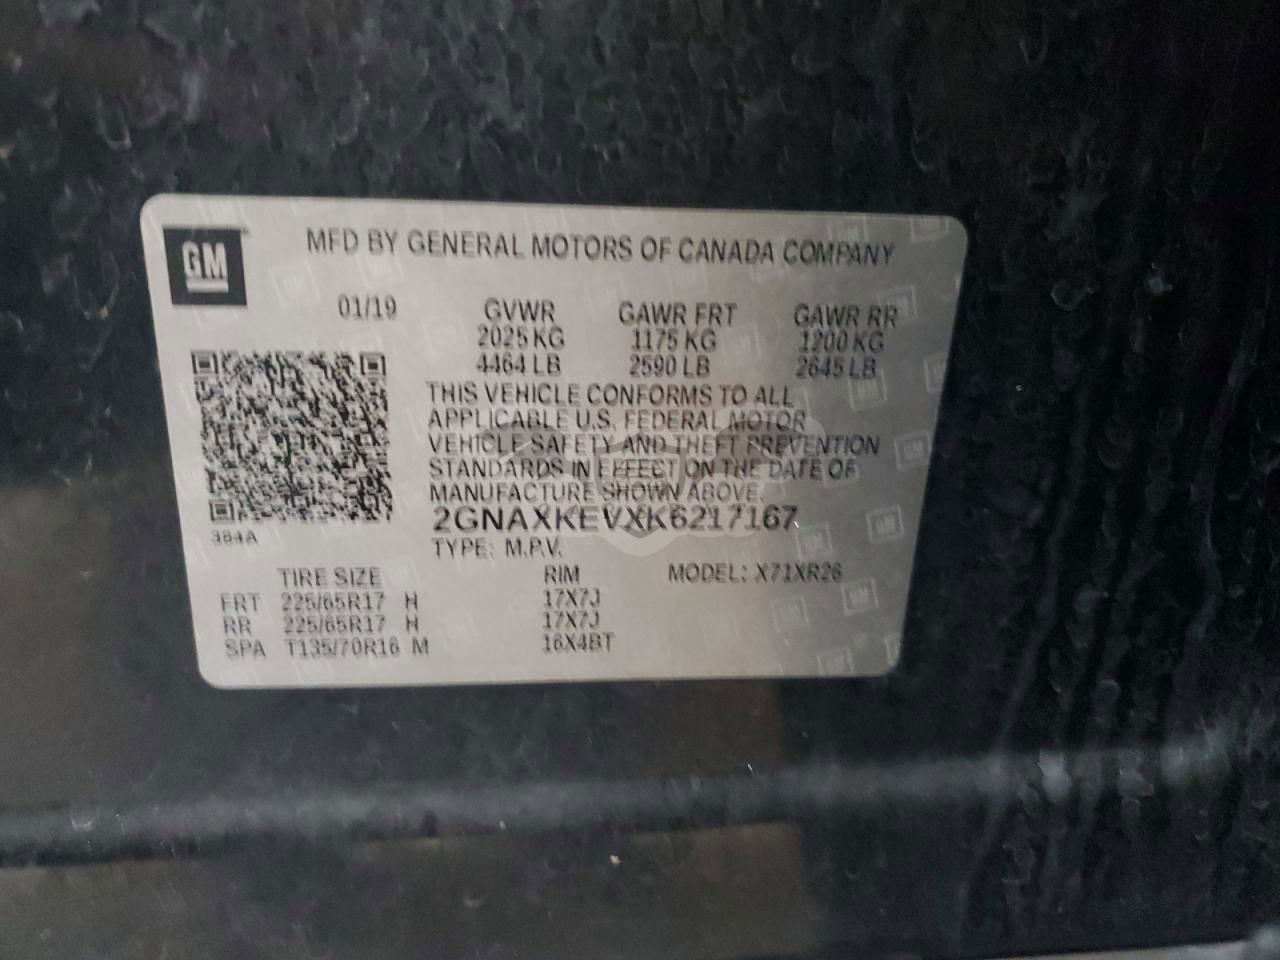 GM
MFD BY GENERAL MOTORS OF CANADA COMPANY
01/19 GVWR GAWR FRT GAWR RR
2025 KG 1175 KG 1200 KG
4464 LB 2590 LB 2645 LB
THIS VEHICLE CONFORMS TO ALL
APPLICABLE U.S. FEDERAL MOTOR
VEHICLE SAFETY AND THEFT PREVENTION
STANDARDS IN EFFECT ON THE DATE OF
MANUFACTURE SHOWN ABOVE.
2GNAXKEVXK6217167
384A
TYPE: M.P.V.
TIRE SIZE RIM MODEL: X71XR26
FRT 225/65R17 H 17X7J
RR 225/65R17 H 17X7J
SPA T135/70R16 M 16X4BT